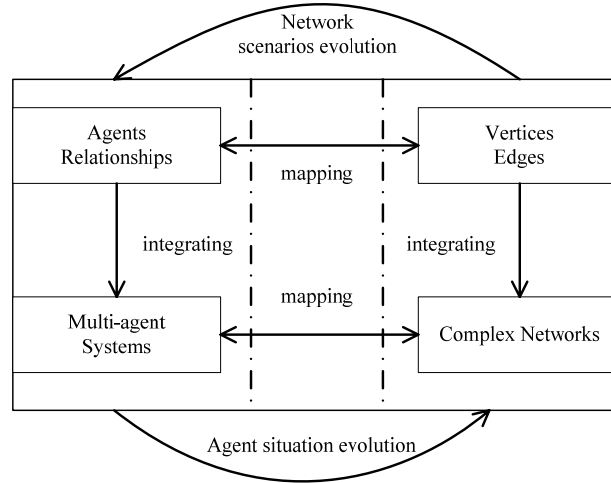 Network
scenarios evolution
Agents
Relationships
Vertices
Edges
mapping
integrating
integrating
mapping
Multi-agent
Systems
Complex Networks
Agent situation evolution